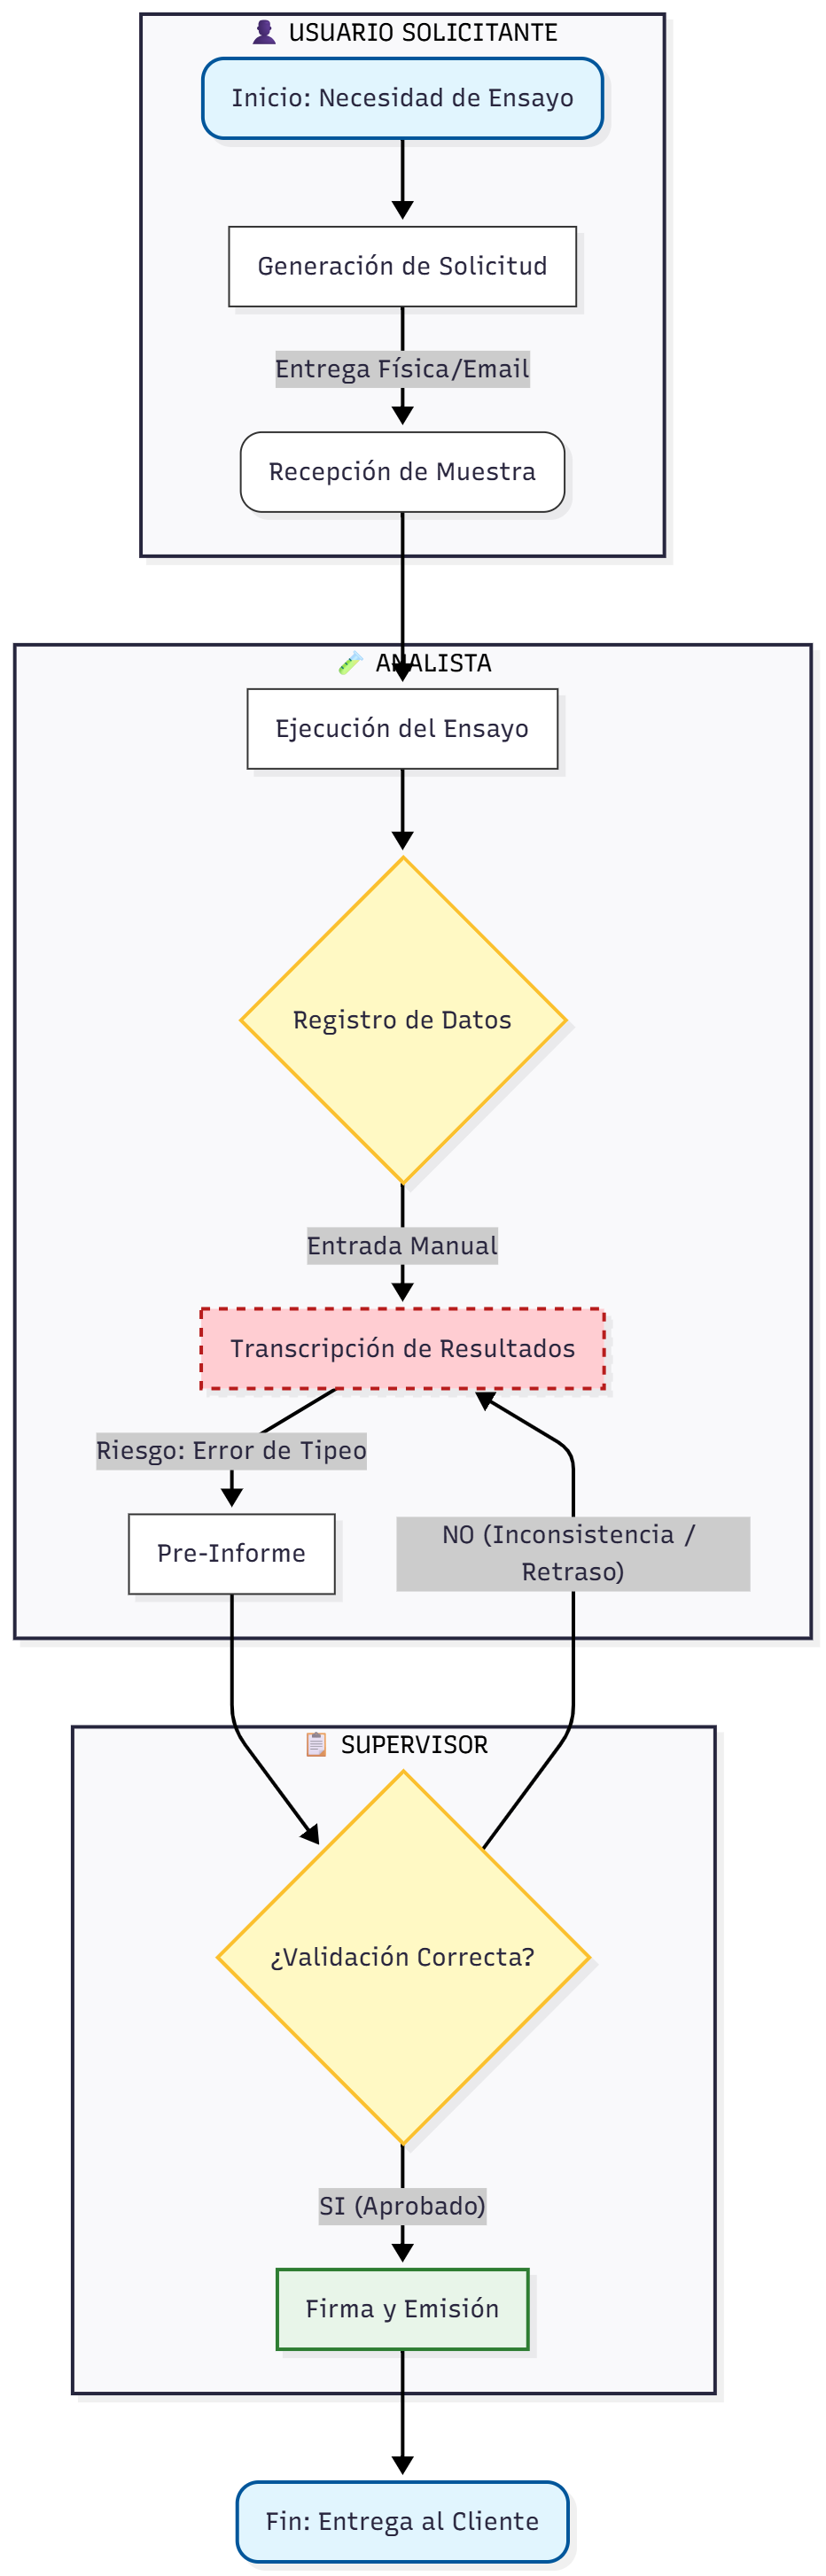 USUARIO SOLICITANTE
Inicio: Necesidad de Ensayo
Generación de Solicitud
Entrega Física/Email
Recepción de Muestra
ANALISTA
Ejecución del Ensayo
Registro de Datos
Entrada Manual
Transcripción de Resultados
Riesgo: Error de Tipeo
NO (Inconsistencia /
Retraso)
Pre-Informe
SUPERVISOR
¿Validación Correcta?
SI (Aprobado)
Firma y Emisión
Fin: Entrega al Cliente